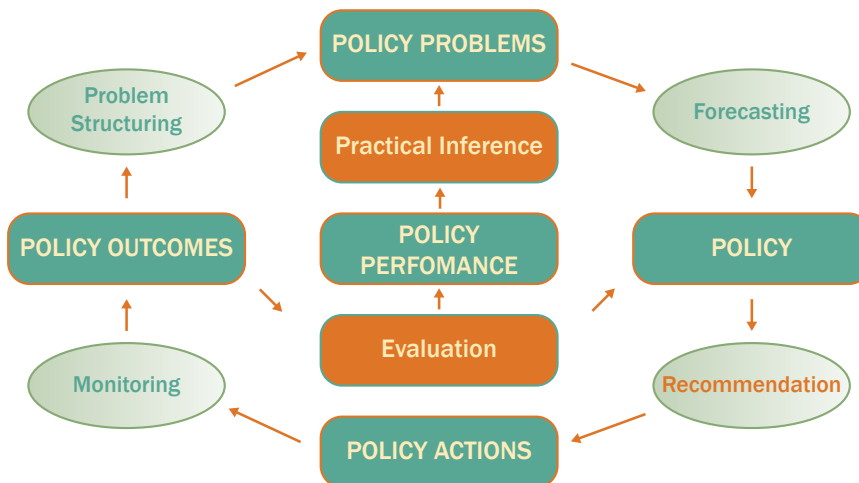 POLICY PROBLEMS
Problem
Structuring
Forecasting
Practical Inference
POLICY OUTCOMES
POLICY
PERFOMANCE
POLICY
Evaluation
Monitoring
Recommendation
POLICY ACTIONS